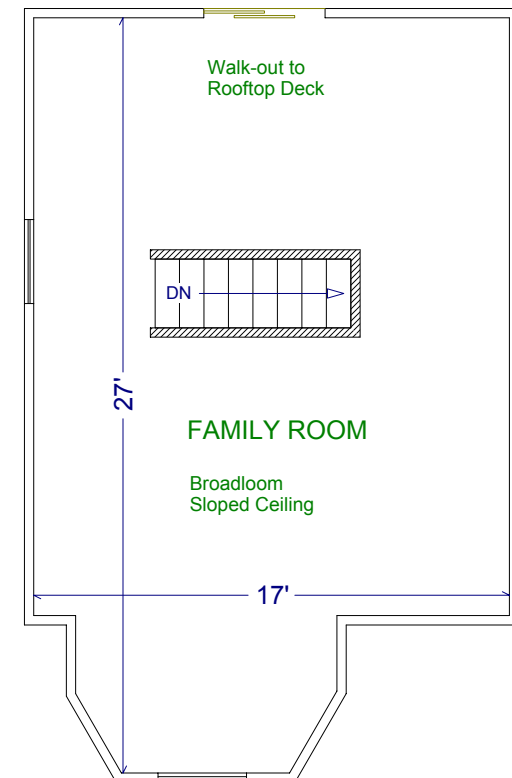 Walk-out to
Rooftop Deck
DN
27'
FAMILY ROOM
Broadloom
Sloped Ceiling
17'